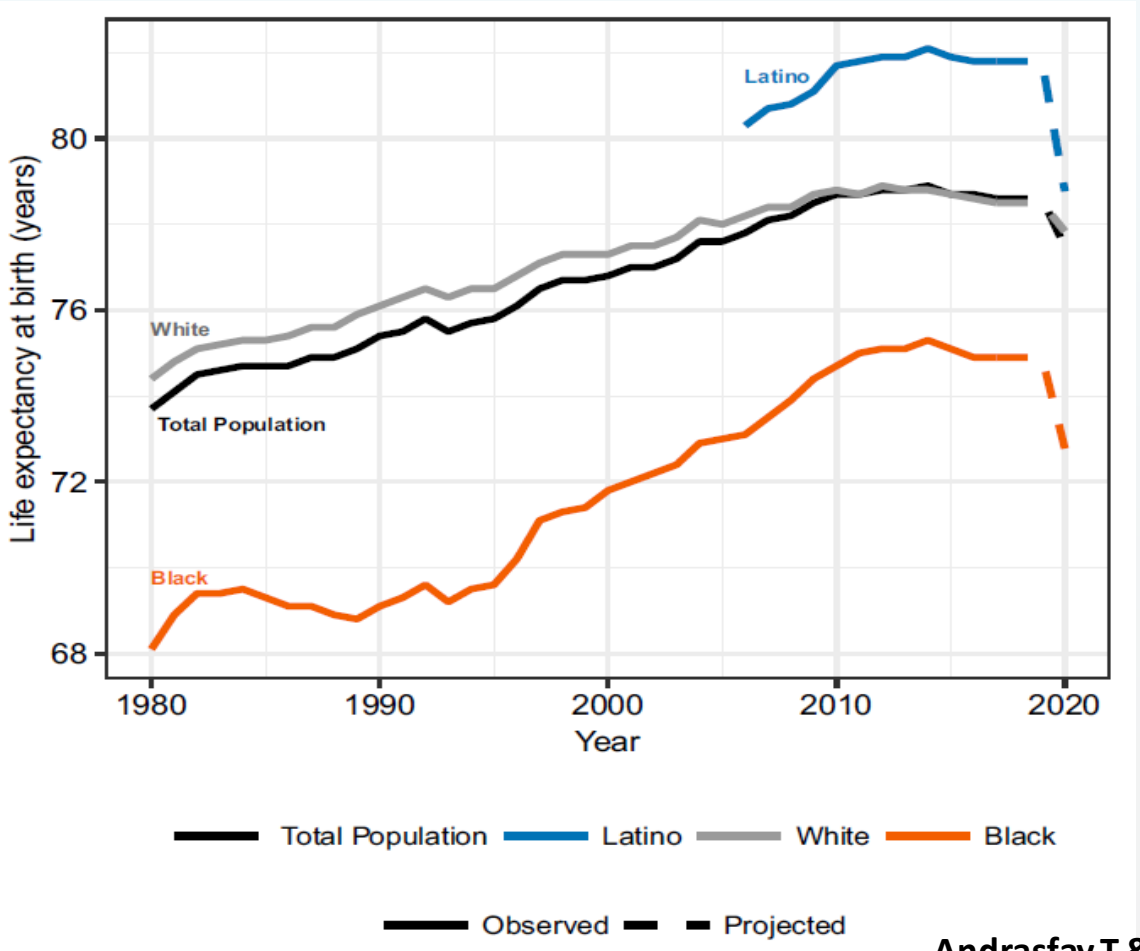 Life expectancy at birth (years)
80
76
72
68
Latino
White
Total Population
Black
1980 1990 2000 2010 2020
Year
Total Population Latino White Black
Observed Projected
Andrasfay T